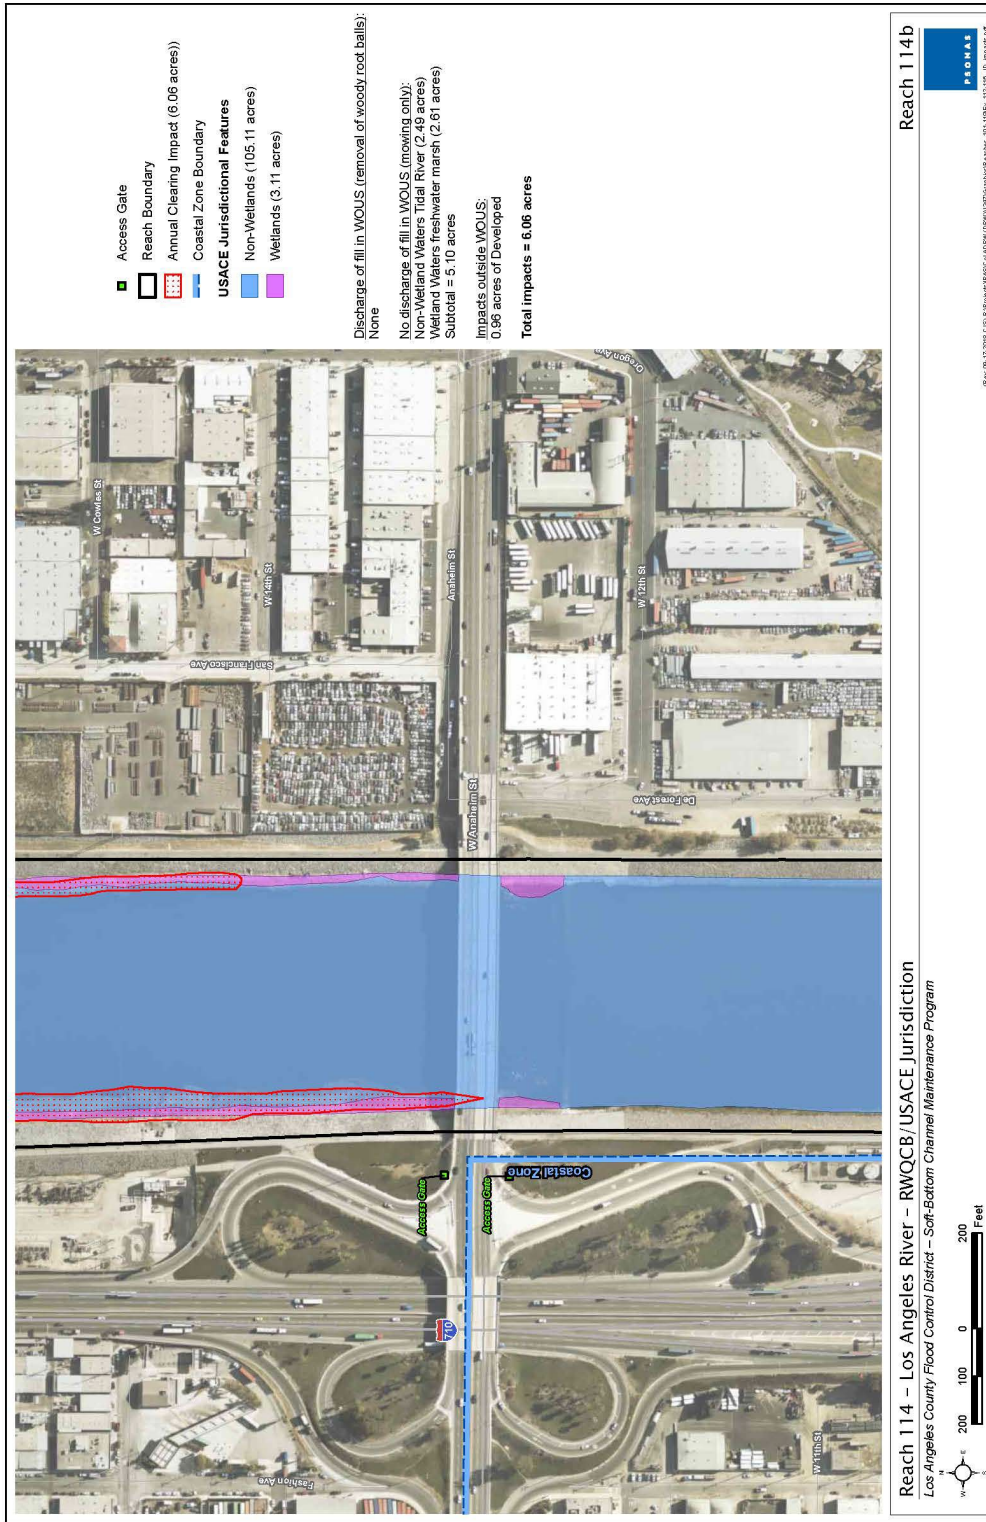 Access Gate
Reach Boundary
Annual Clearing Impact (6.06 acres))
Coastal Zone Boundary
USACE Jurisdictional Features
Non-Wetlands (105.11 acres)
Wetlands (3.11 acres)
Discharge of fill in WOUS (removal of woody root balls):
None
No discharge of fill in WOUS (mowing only):
Non-Wetland Waters Tidal River (2.49 acres)
Wetland Waters freshwater marsh (2.61 acres)
Subtotal = 5.10 acres
Impacts outside WOUS:
0.96 acres of Developed
Total impacts = 6.06 acres
W Cowles St
W 14th St
San Francisco Ave
Anaheim St
W Anaheim St
Oregon Ave
W 12th St
De Forest Ave
Access Gate
Access Gate
Coastal Zone
710
Fashion Ave
W 11th St
Reach 114 – Los Angeles River – RWQCB/USACE Jurisdiction
Reach 114b
Los Angeles County Flood Control District – Soft-Bottom Channel Maintenance Program
N
W
E
S
200
100
0
200
Feet
PSOMAS